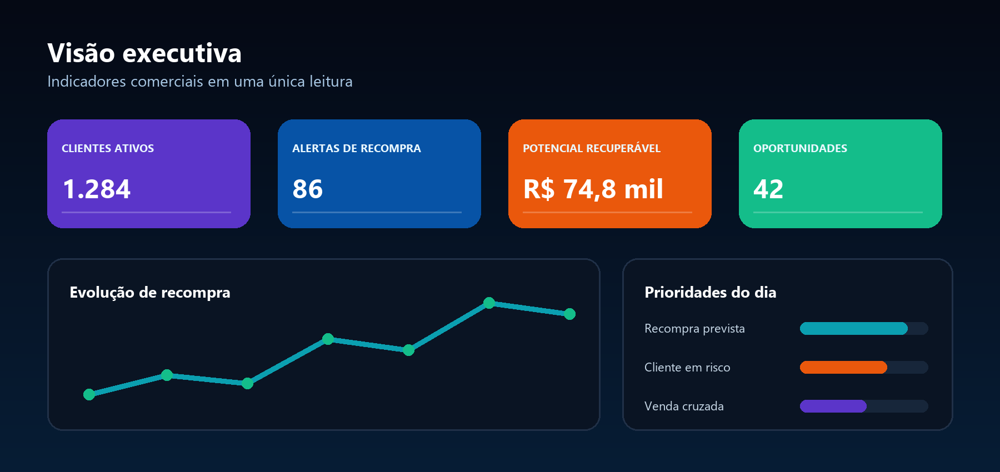 Visão executiva
Indicadores comerciais em uma única leitura
CLIENTES ATIVOS
1.284
ALERTAS DE RECOMPRA
86
POTENCIAL RECUPERÁVEL
R$ 74,8 mil
OPORTUNIDADES
42
Evolução de recompra
Prioridades do dia
Recompra prevista
Cliente em risco
Venda cruzada